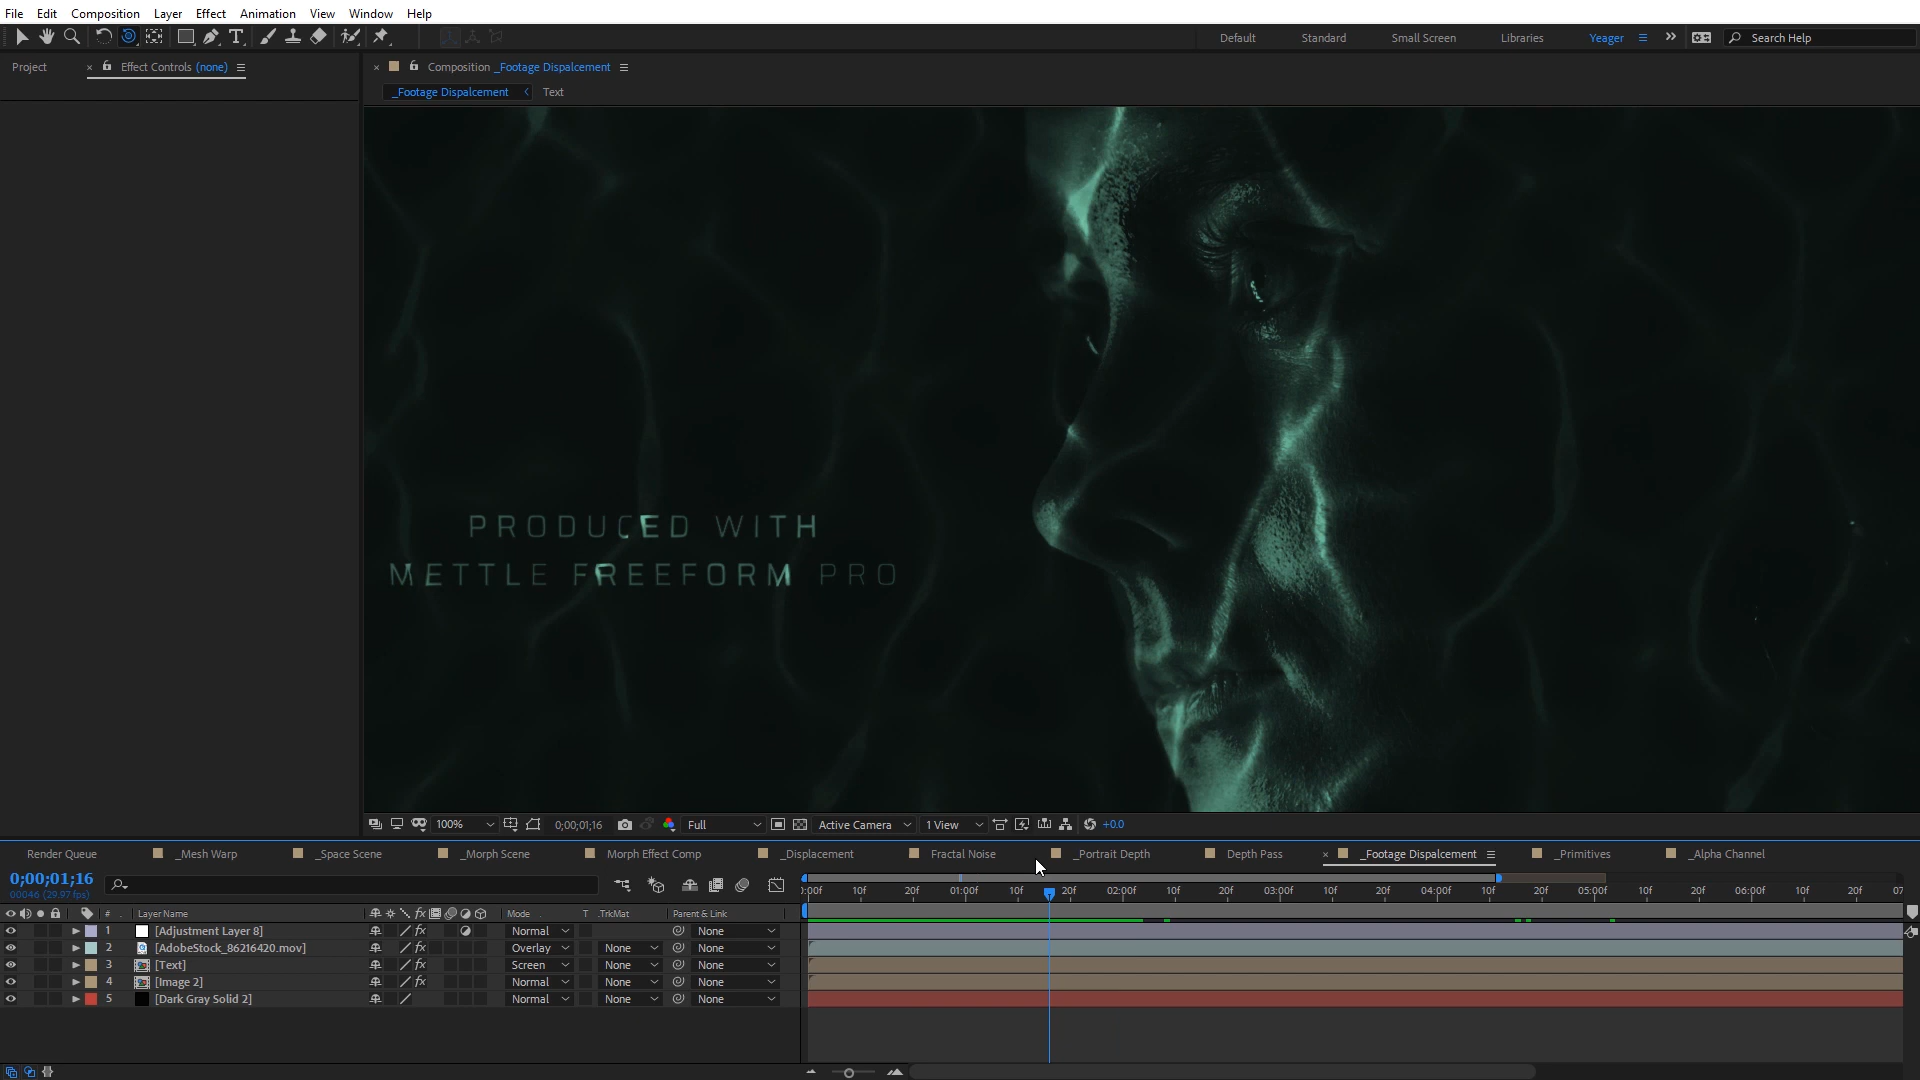 File Edit Composition Layer Effect Animation View Window Help
Default Standard Small Screen Libraries Yeager Search Help
Project Effect Controls (none)
Composition _Footage Dispalcement
_Footage Dispalcement Text
PRODUCED WITH
METTLE FREEFORM PRO
100% 0;00;01;16 Full Active Camera 1 View +0.0
Render Queue _Mesh Warp _Space Scene _Morph Scene Morph Effect Comp _Displacement Fractal Noise _Portrait Depth Depth Pass _Footage Dispalcement _Primitives _Alpha Channel
0;00;01;16
00046 (29.97 fps)
:00f 10f 20f 01:00f 10f 20f 02:00f 10f 20f 03:00f 10f 20f 04:00f 10f 20f 05:00f 10f 20f 06:00f 10f 20f 07
# Layer Name Mode T .TrkMat Parent & Link
1 [Adjustment Layer 8] Normal None
2 [AdobeStock_86216420.mov] Overlay None None
3 [Text] Screen None None
4 [Image 2] Normal None None
5 [Dark Gray Solid 2] Normal None None